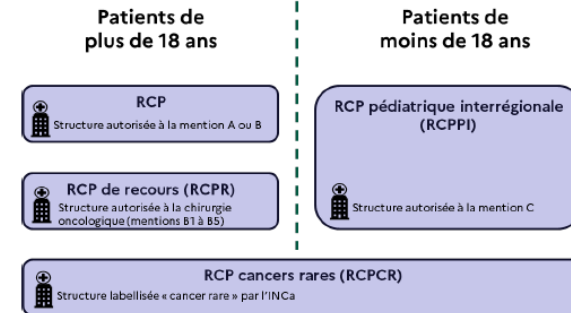 Patients de
plus de 18 ans
Patients de
moins de 18 ans
RCP
Structure autorisée à la mention A ou B
RCP de recours (RCPR)
Structure autorisée à la chirurgie
oncologique (mentions B1 à B5)
RCP pédiatrique interrégionale
(RCPPI)
Structure autorisée à la mention C
RCP cancers rares (RCPCR)
Structure labellisée « cancer rare » par l'INCa